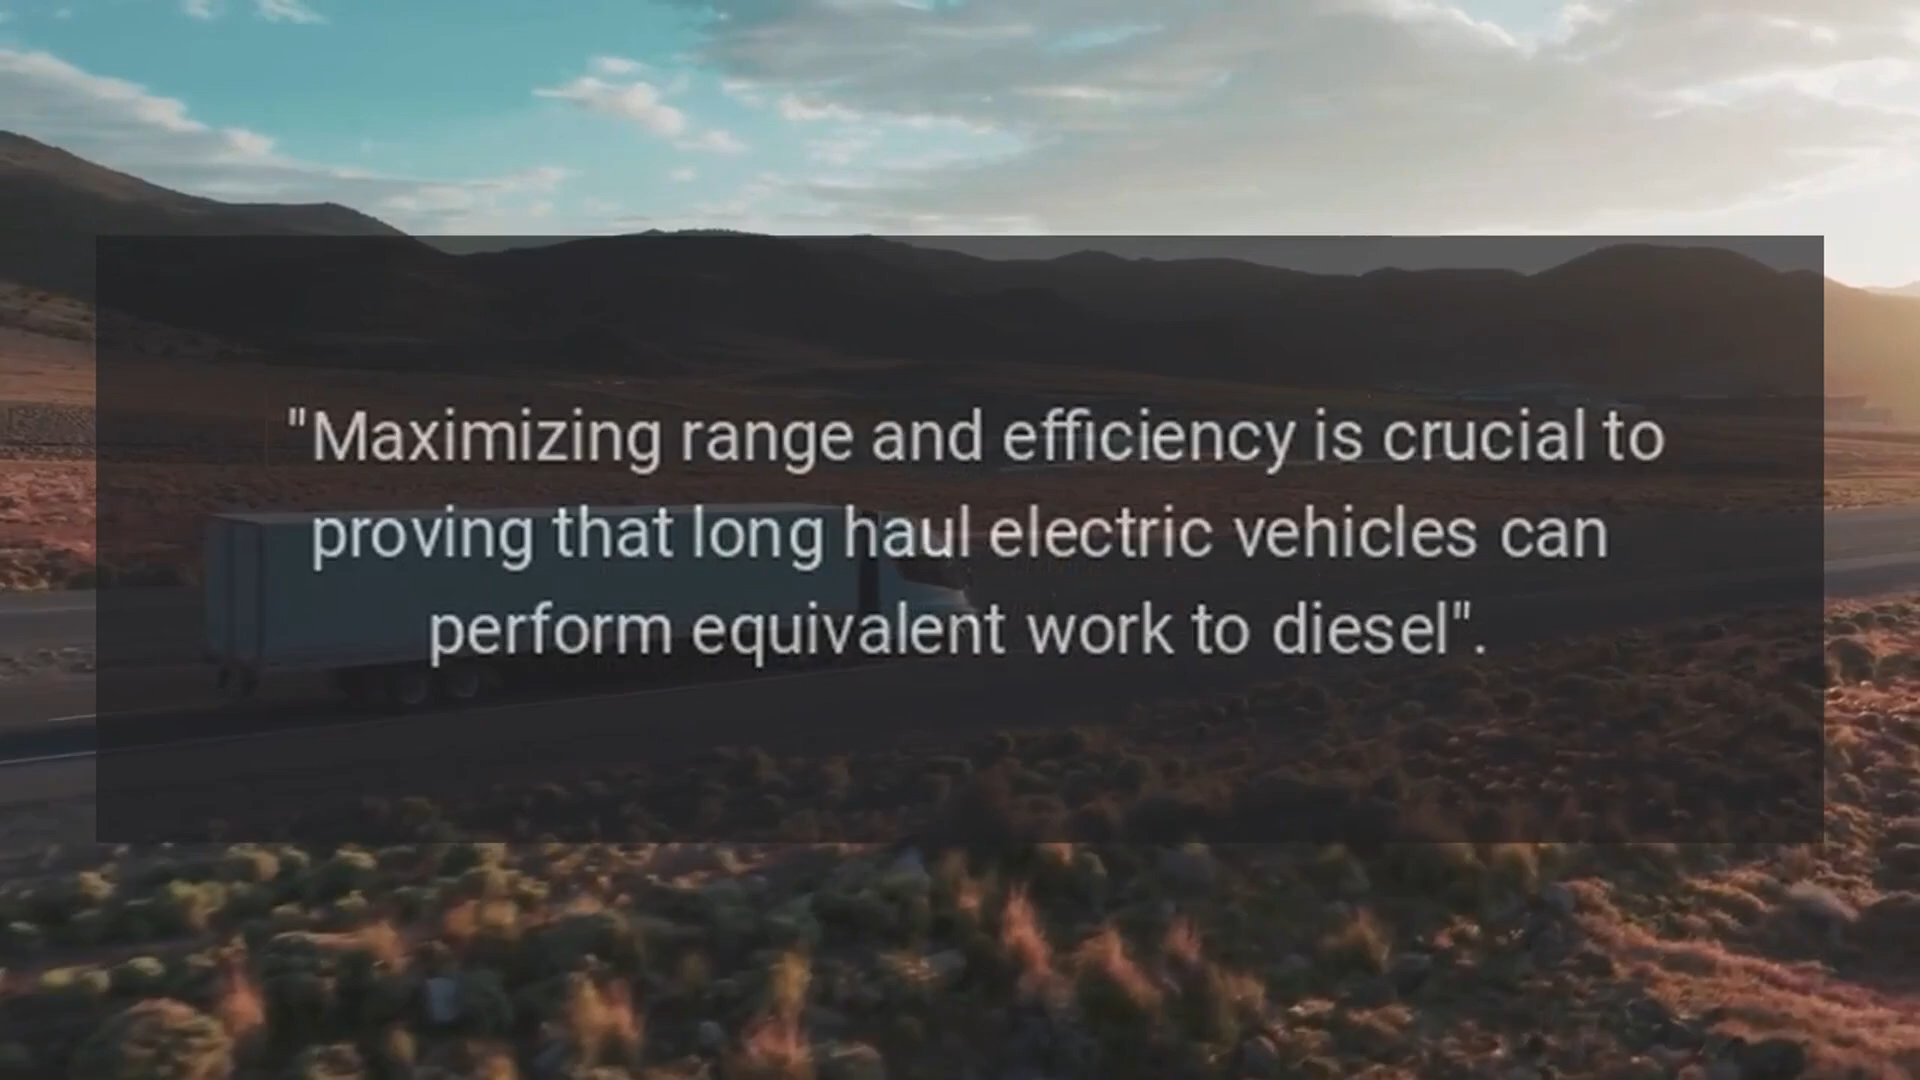 "Maximizing range and efficiency is crucial to
proving that long haul electric vehicles can
perform equivalent work to diesel".